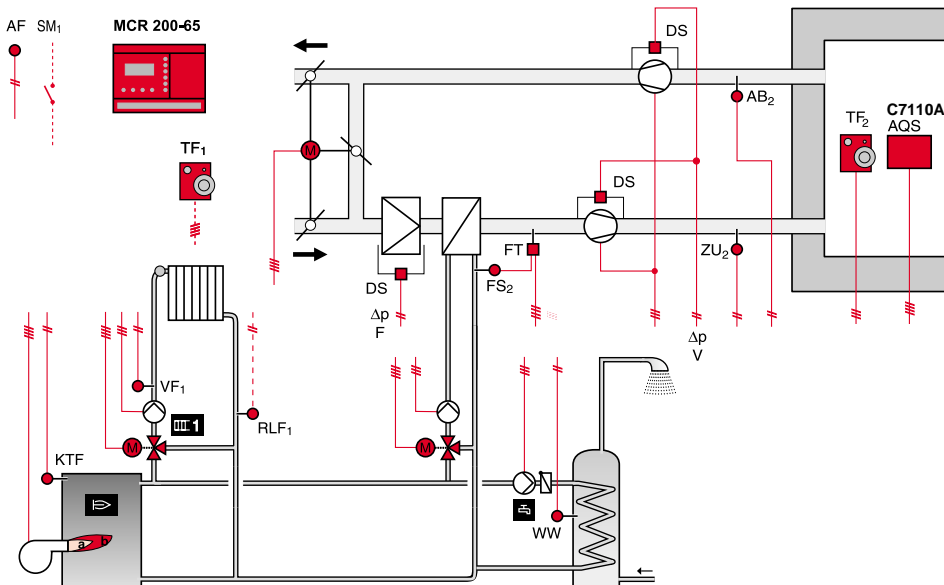 AF
SM1
MCR 200-65
DS
AB2
TF2
C7110A
AQS
TF1
M
DS
DS
FT
FS2
ZU2
Δp
F
Δp
V
VF1
1
RLF1
M
M
KTF
WW
a
b